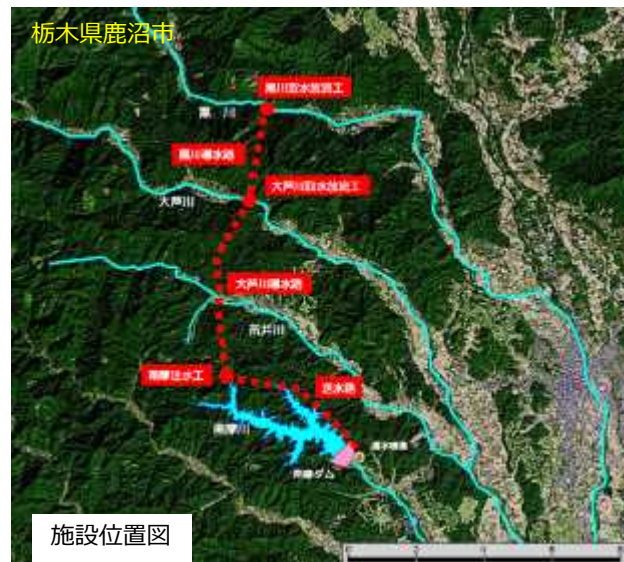 栃木県鹿沼市
黒川取水放流工
黒川
黒川導水路
大芦川取水放流工
大芦川
大芦川導水路
荒井川
南摩注水工
送水路
南摩川
南摩ダム
施設位置図